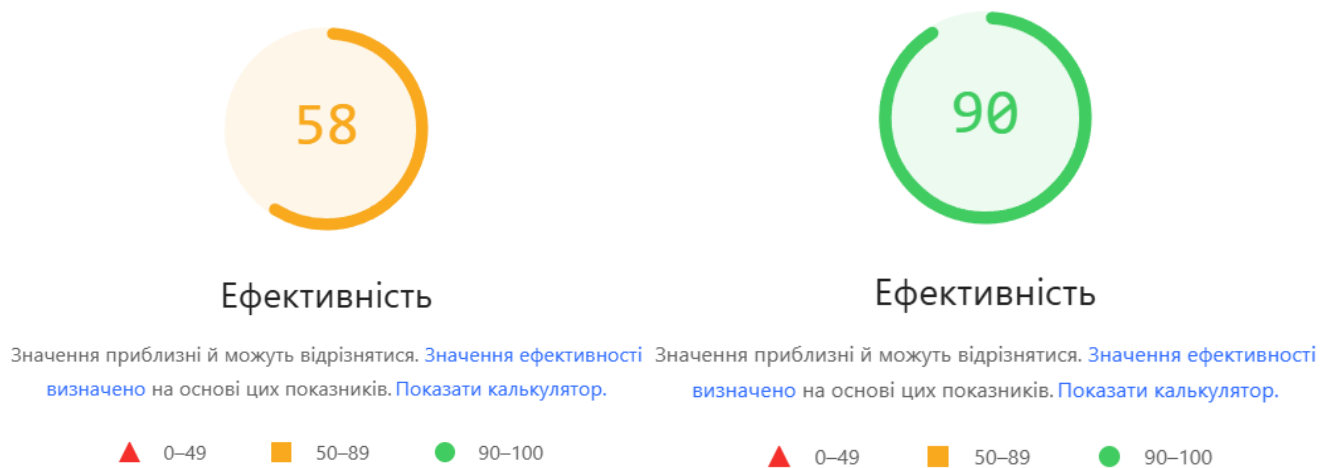 58
Ефективність
Значення приблизні й можуть відрізнятися. Значення ефективності
визначено на основі цих показників. Показати калькулятор.
0–49 50–89 90–100
90
Ефективність
Значення приблизні й можуть відрізнятися. Значення ефективності
визначено на основі цих показників. Показати калькулятор.
0–49 50–89 90–100